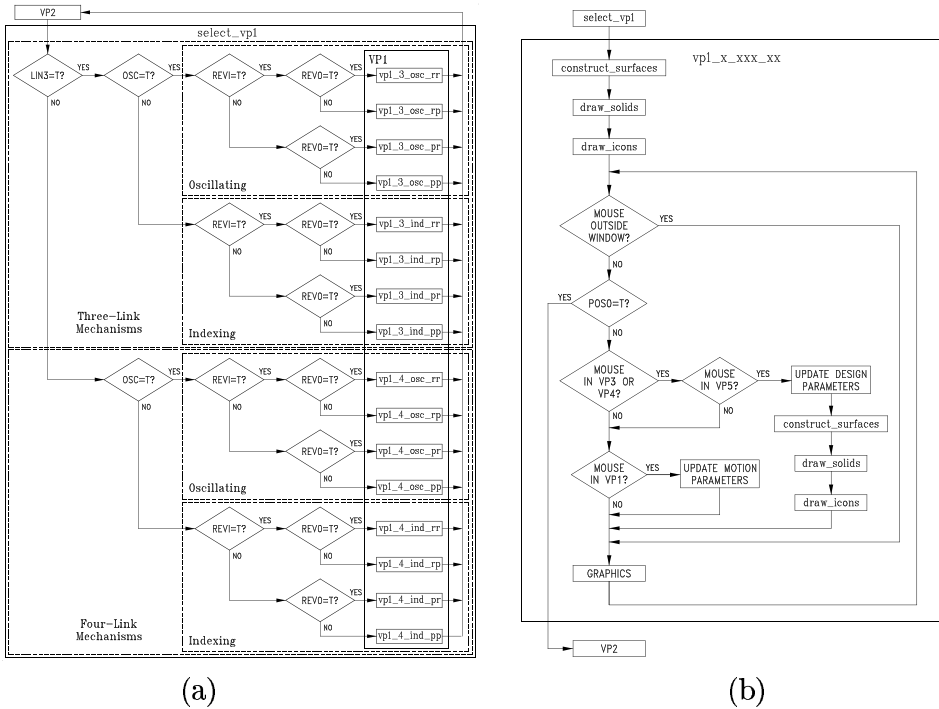 VP2
select_vp1
VP1
LIN3=T?
YES
OSC=T?
YES
REVI=T?
YES
REVO=T?
YES
vp1_3_osc_rr
NO
NO
NO
NO
vp1_3_osc_rp
REVO=T?
YES
vp1_3_osc_pr
NO
vp1_3_osc_pp
Oscillating
REVI=T?
YES
REVO=T?
YES
vp1_3_ind_rr
NO
NO
vp1_3_ind_rp
REVO=T?
YES
vp1_3_ind_pr
NO
vp1_3_ind_pp
Three-Link
Mechanisms
Indexing
OSC=T?
YES
REVI=T?
YES
REVO=T?
YES
vp1_4_osc_rr
NO
NO
NO
vp1_4_osc_rp
REVO=T?
YES
vp1_4_osc_pr
NO
vp1_4_osc_pp
Oscillating
REVI=T?
YES
REVO=T?
YES
vp1_4_ind_rr
NO
NO
vp1_4_ind_rp
REVO=T?
YES
vp1_4_ind_pr
NO
vp1_4_ind_pp
Four-Link
Mechanisms
Indexing
(a)
select_vp1
vp1_x_xxx_xx
construct_surfaces
draw_solids
draw_icons
MOUSE
OUTSIDE
WINDOW?
YES
NO
YES
POSO=T?
NO
MOUSE
IN VP3 OR
VP4?
YES
MOUSE
IN VP5?
YES
UPDATE DESIGN
PARAMETERS
NO
NO
construct_surfaces
draw_solids
draw_icons
MOUSE
IN VP1?
YES
UPDATE MOTION
PARAMETERS
NO
GRAPHICS
VP2
(b)